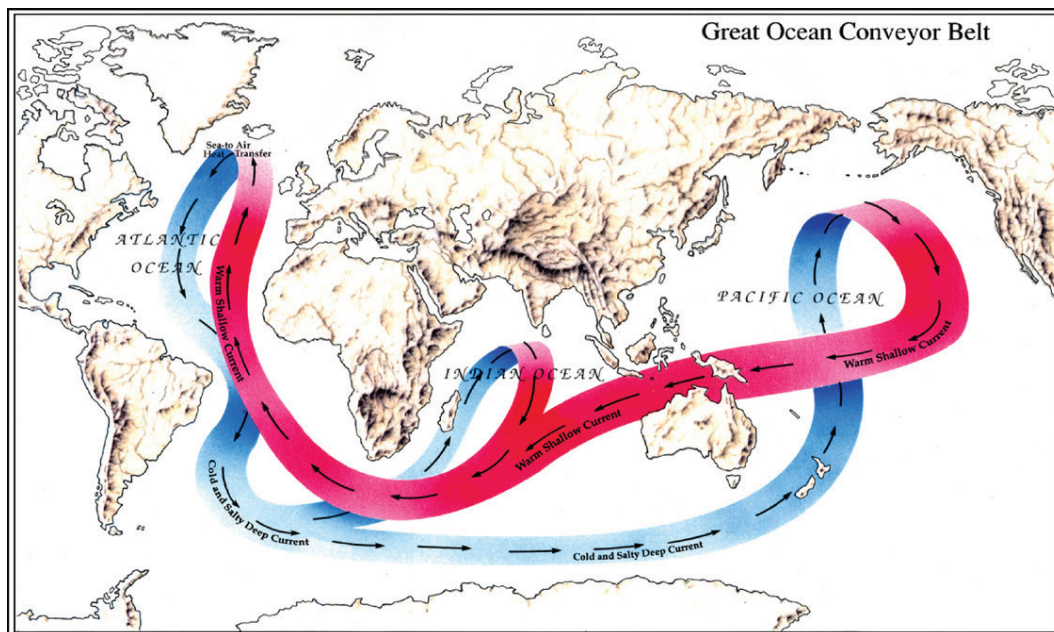 Great Ocean Conveyor Belt
Sea-to Air
Heat Transfer
ATLANTIC
OCEAN
Warm Shallow Current
PACIFIC OCEAN
Warm Shallow Current
INDIAN OCEAN
Warm Shallow Current
Cold and Salty Deep Current
Cold and Salty Deep Current